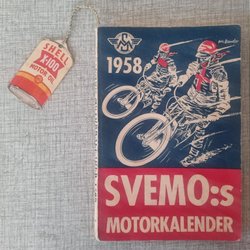 SHELL
X-100
MOTOR OIL
1958
SVEMO:s
MOTORKALENDER